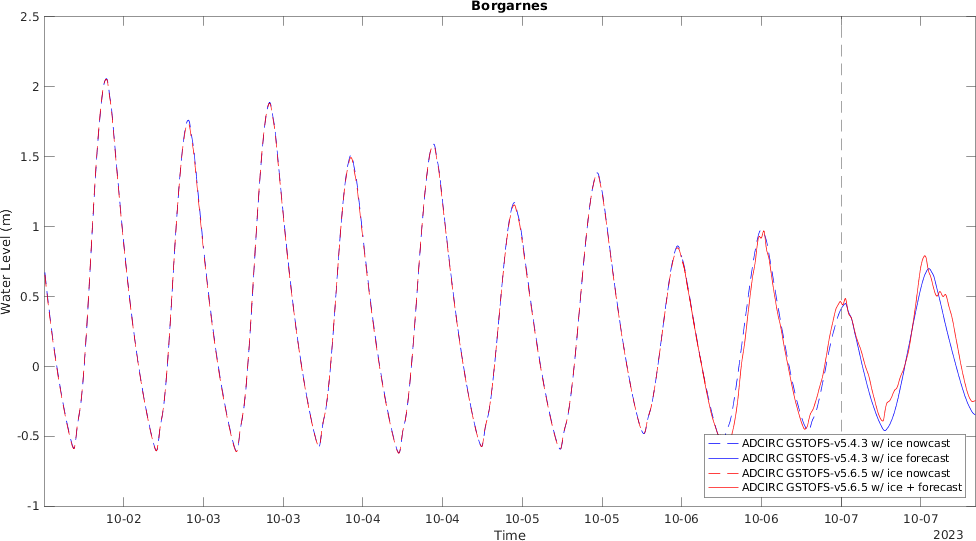 Borgarnes
2.5
2
1.5
1
0.5
0
-0.5
-1
Water Level (m)
10-02
10-03
10-03
10-04
10-04
10-05
10-05
10-06
10-06
10-07
10-07
Time
2023
ADCIRC GSTOFS-v5.4.3 w/ ice nowcast
ADCIRC GSTOFS-v5.4.3 w/ ice forecast
ADCIRC GSTOFS-v5.6.5 w/ ice nowcast
ADCIRC GSTOFS-v5.6.5 w/ ice + forecast